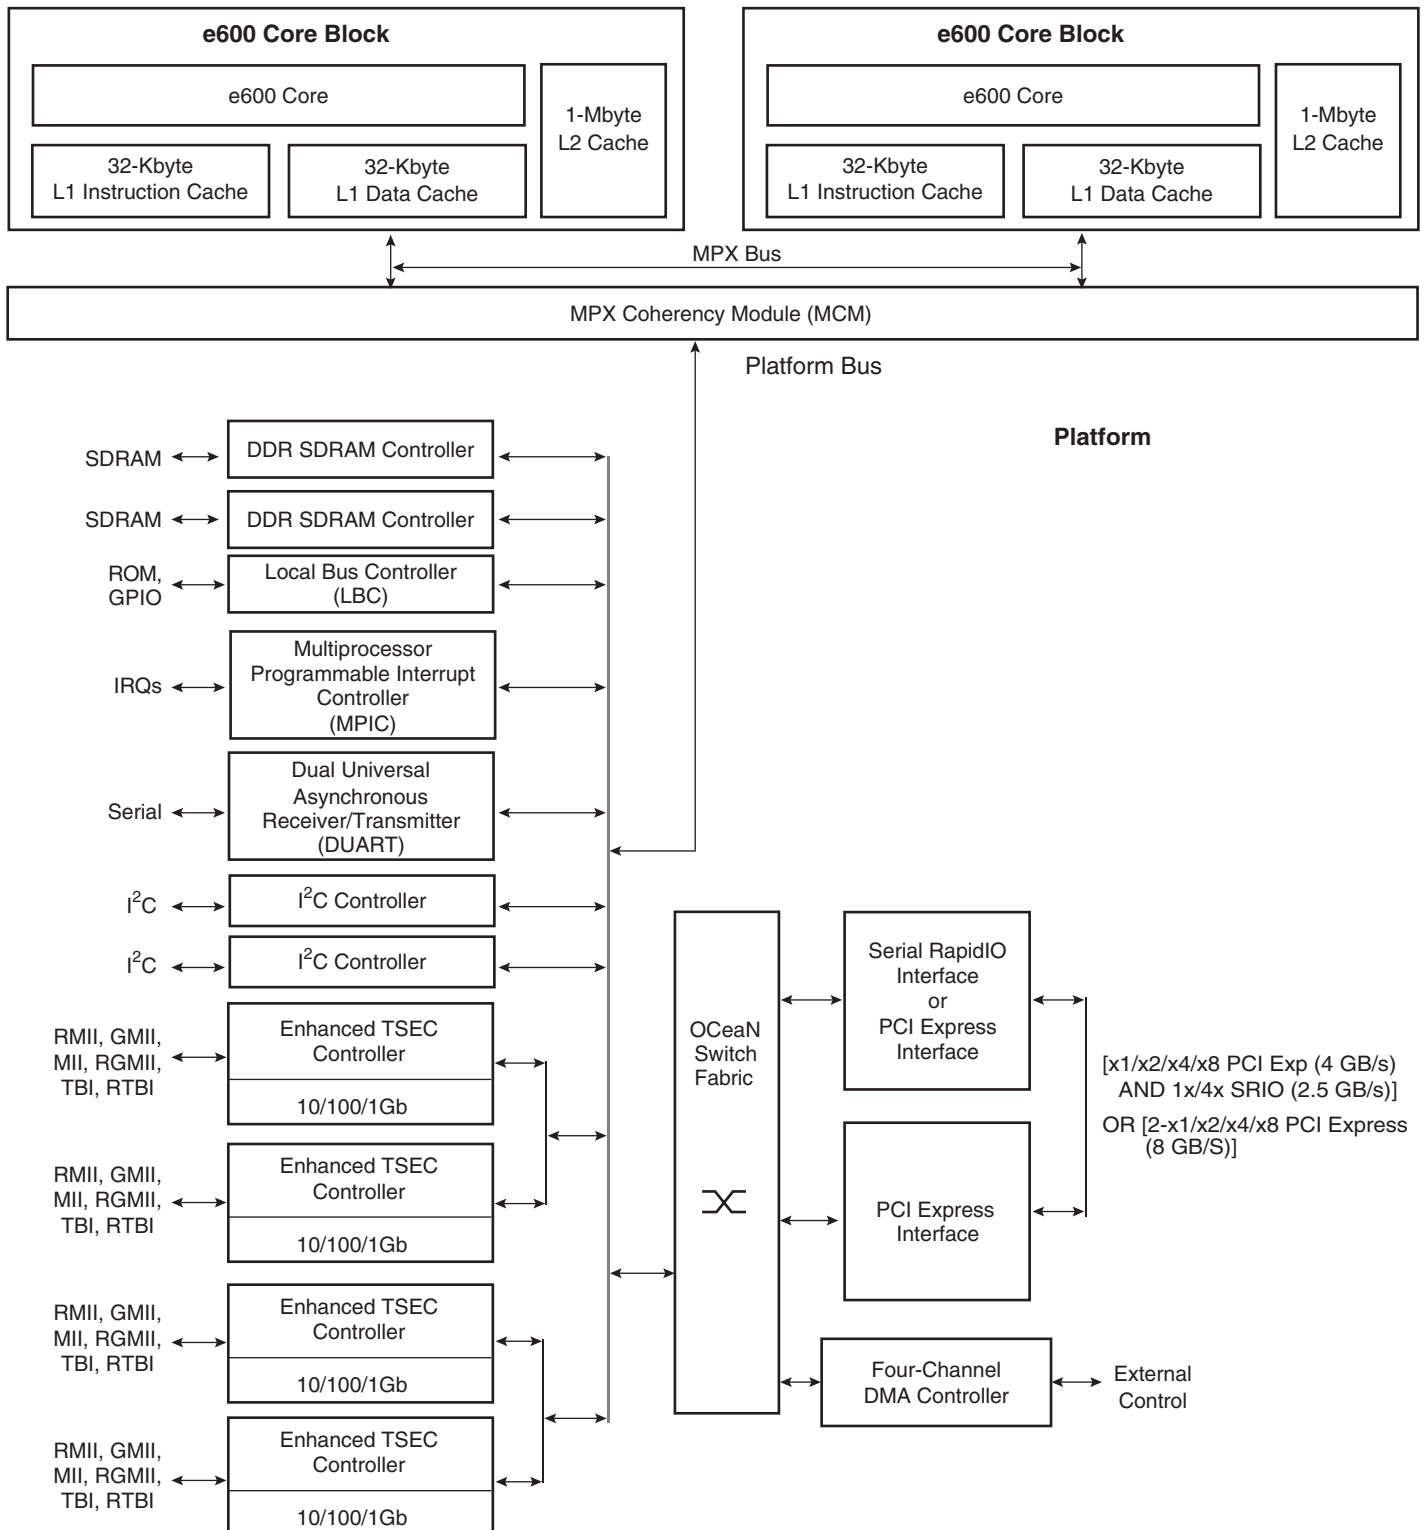 e600 Core Block
e600 Core
32-Kbyte
L1 Instruction Cache
32-Kbyte
L1 Data Cache
1-Mbyte
L2 Cache
e600 Core Block
e600 Core
32-Kbyte
L1 Instruction Cache
32-Kbyte
L1 Data Cache
1-Mbyte
L2 Cache
MPX Bus
MPX Coherency Module (MCM)
Platform Bus
Platform
SDRAM
DDR SDRAM Controller
SDRAM
DDR SDRAM Controller
ROM,
GPIO
Local Bus Controller
(LBC)
IRQs
Multiprocessor
Programmable Interrupt
Controller
(MPIC)
Serial
Dual Universal
Asynchronous
Receiver/Transmitter
(DUART)
I²C
I²C Controller
I²C
I²C Controller
RMII, GMII,
MII, RGMII,
TBI, RTBI
Enhanced TSEC
Controller
10/100/1Gb
RMII, GMII,
MII, RGMII,
TBI, RTBI
Enhanced TSEC
Controller
10/100/1Gb
RMII, GMII,
MII, RGMII,
TBI, RTBI
Enhanced TSEC
Controller
10/100/1Gb
RMII, GMII,
MII, RGMII,
TBI, RTBI
Enhanced TSEC
Controller
10/100/1Gb
OCeaN
Switch
Fabric
Serial RapidIO
Interface
or
PCI Express
Interface
PCI Express
Interface
[x1/x2/x4/x8 PCI Exp (4 GB/s)
AND 1x/4x SRIO (2.5 GB/s)]
OR [2-x1/x2/x4/x8 PCI Express
(8 GB/S)]
Four-Channel
DMA Controller
External
Control